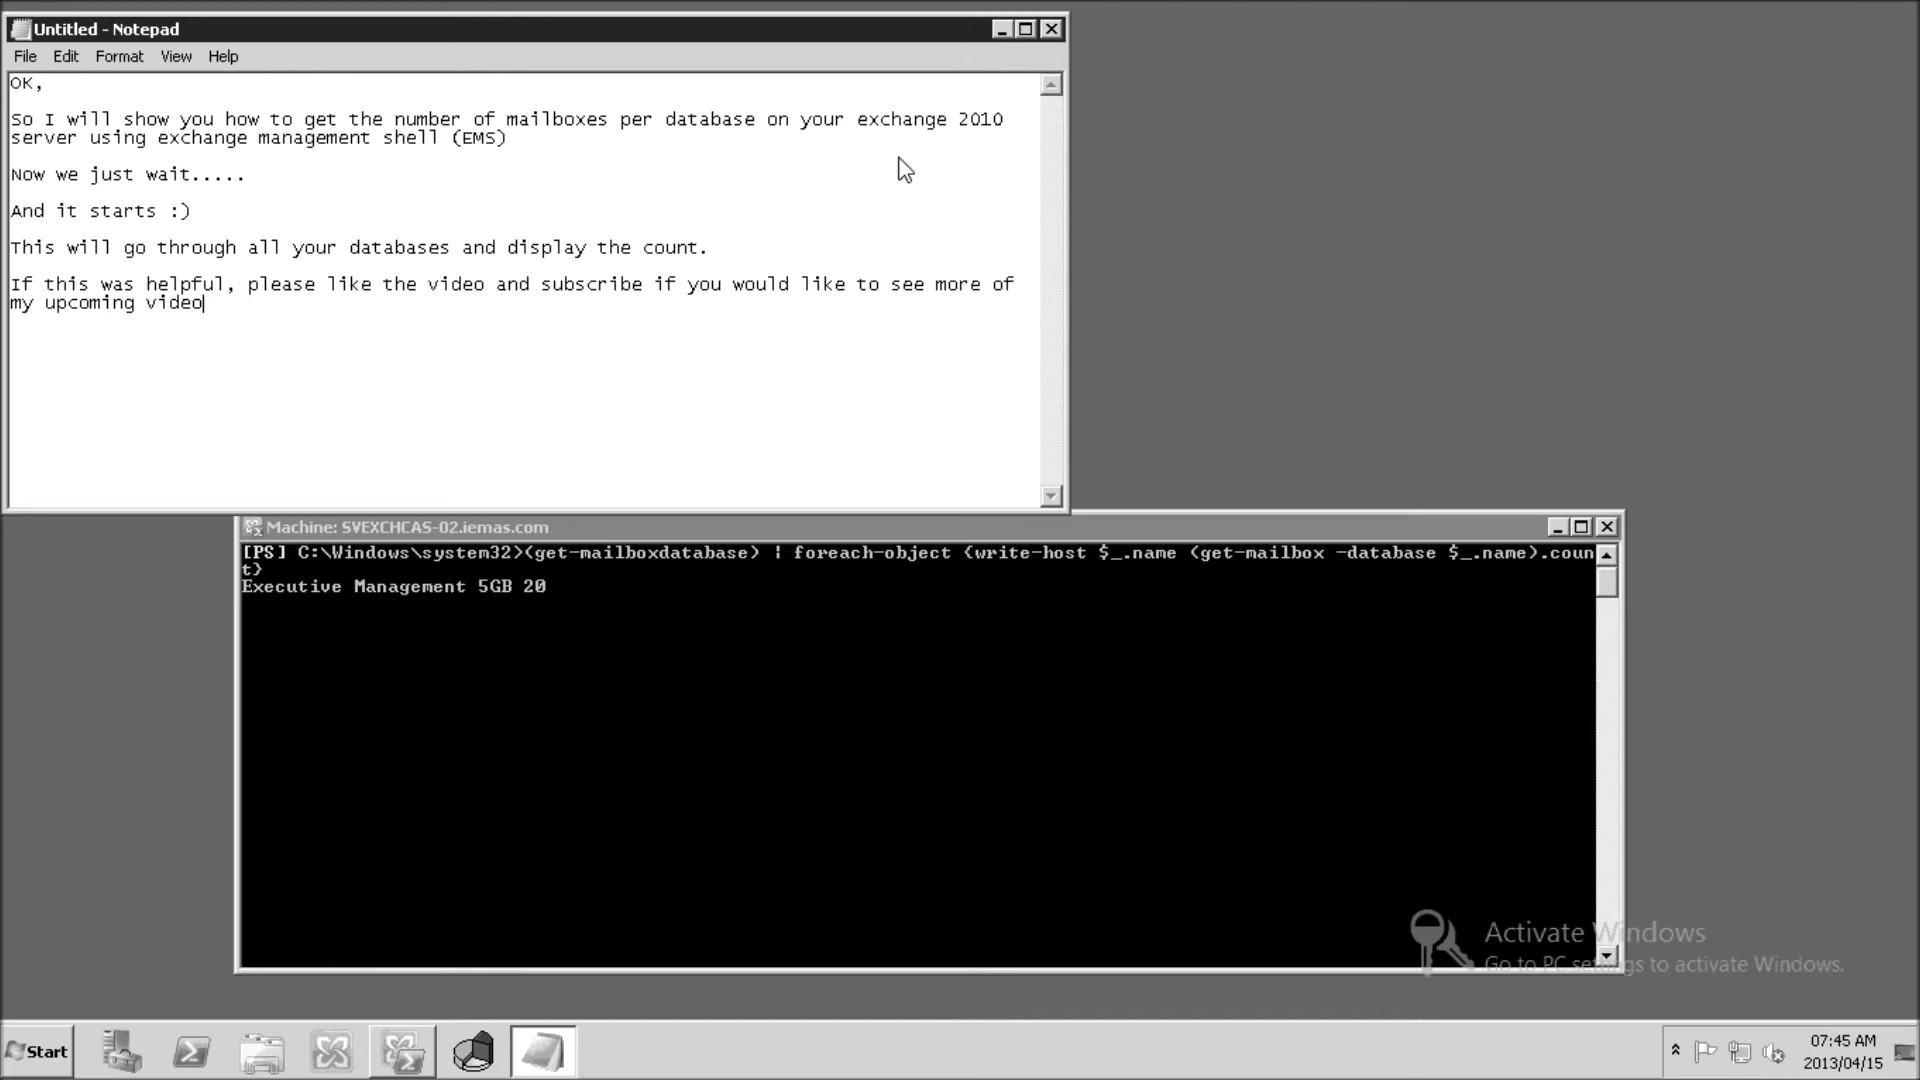 Untitled - Notepad
File Edit Format View Help
OK,
So I will show you how to get the number of mailboxes per database on your exchange 2010
server using exchange management shell (EMS)
Now we just wait.....
And it starts :)
This will go through all your databases and display the count.
If this was helpful, please like the video and subscribe if you would like to see more of
my upcoming video
Machine: SVEXCHCAS-02.iemas.com
[PS] C:\Windows\system32>(get-mailboxdatabase) | foreach-object {write-host $_.name (get-mailbox -database $_.name).coun
t}
Executive Management 5GB 20
Activate Windows
Go to PC settings to activate Windows.
Start
07:45 AM
2013/04/15